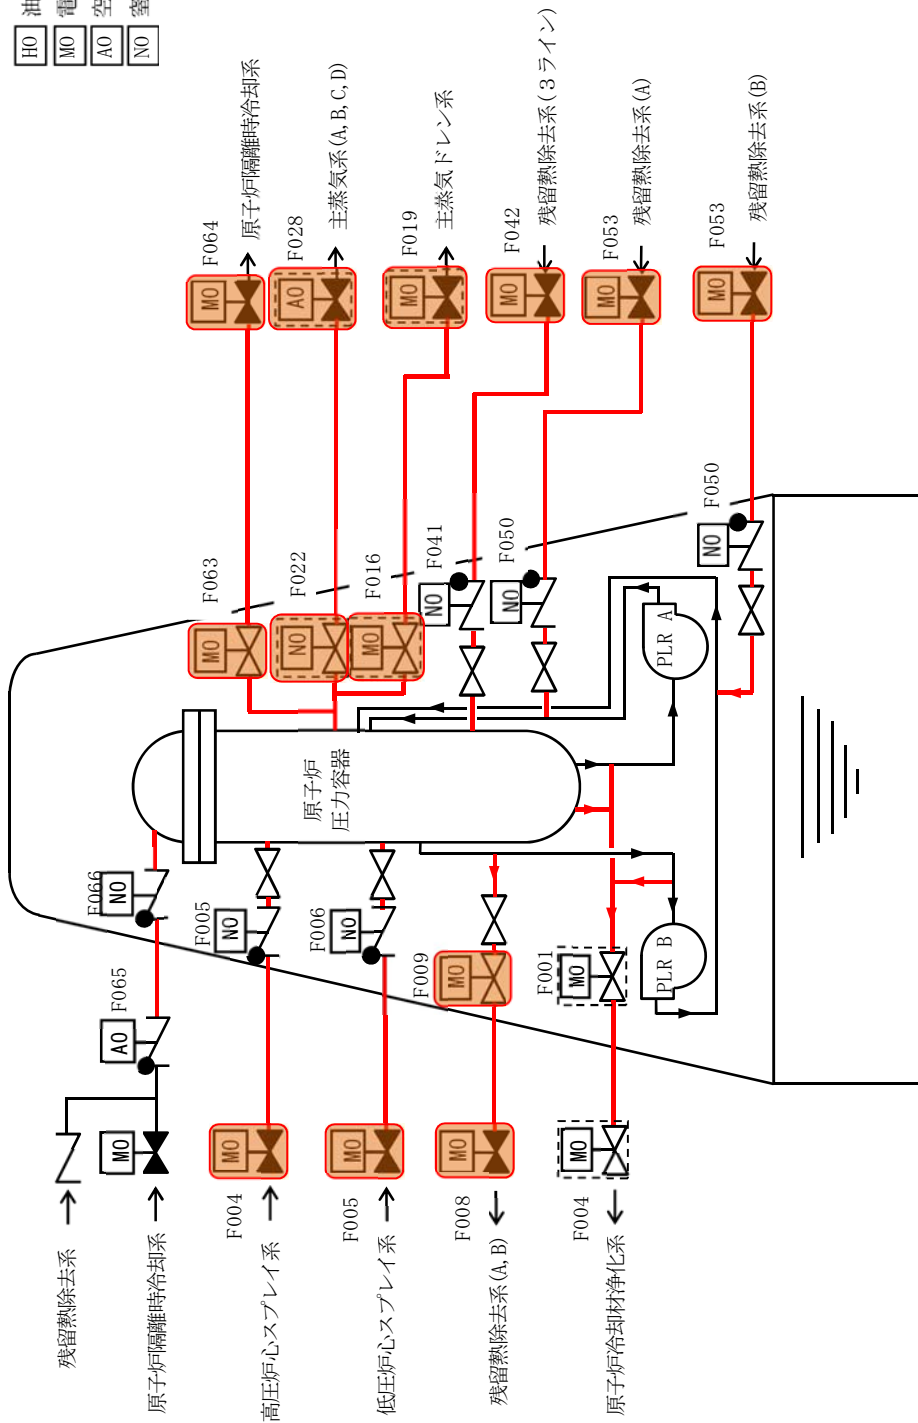 HO 油
MO 電
AO 空
NO 窒
F064
MO
原子炉隔離時冷却系
F028
AO
主蒸気系(A, B, C, D)
F019
MO
主蒸気ドレン系
F042
MO
残留熱除去系(３ライン)
F053
MO
残留熱除去系(A)
F053
MO
残留熱除去系(B)
F063
MO
F022
NO
F016
MO
F041
NO
F050
NO
F050
NO
原子炉
圧力容器
PLR A
PLR B
F066
NO
F005
NO
F006
NO
F009
MO
F001
MO
F065
AO
MO
残留熱除去系
原子炉隔離時冷却系
F004
MO
高圧炉心スプレイ系
F005
MO
低圧炉心スプレイ系
F008
MO
残留熱除去系(A, B)
F004
MO
原子炉冷却材浄化系